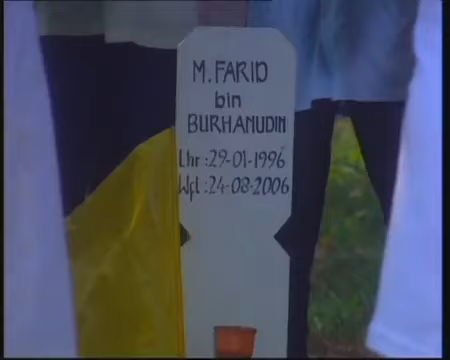 M. FARID
bin
BURHANUDIN
Lhr : 29-01-1996
Wft : 24-08-2006